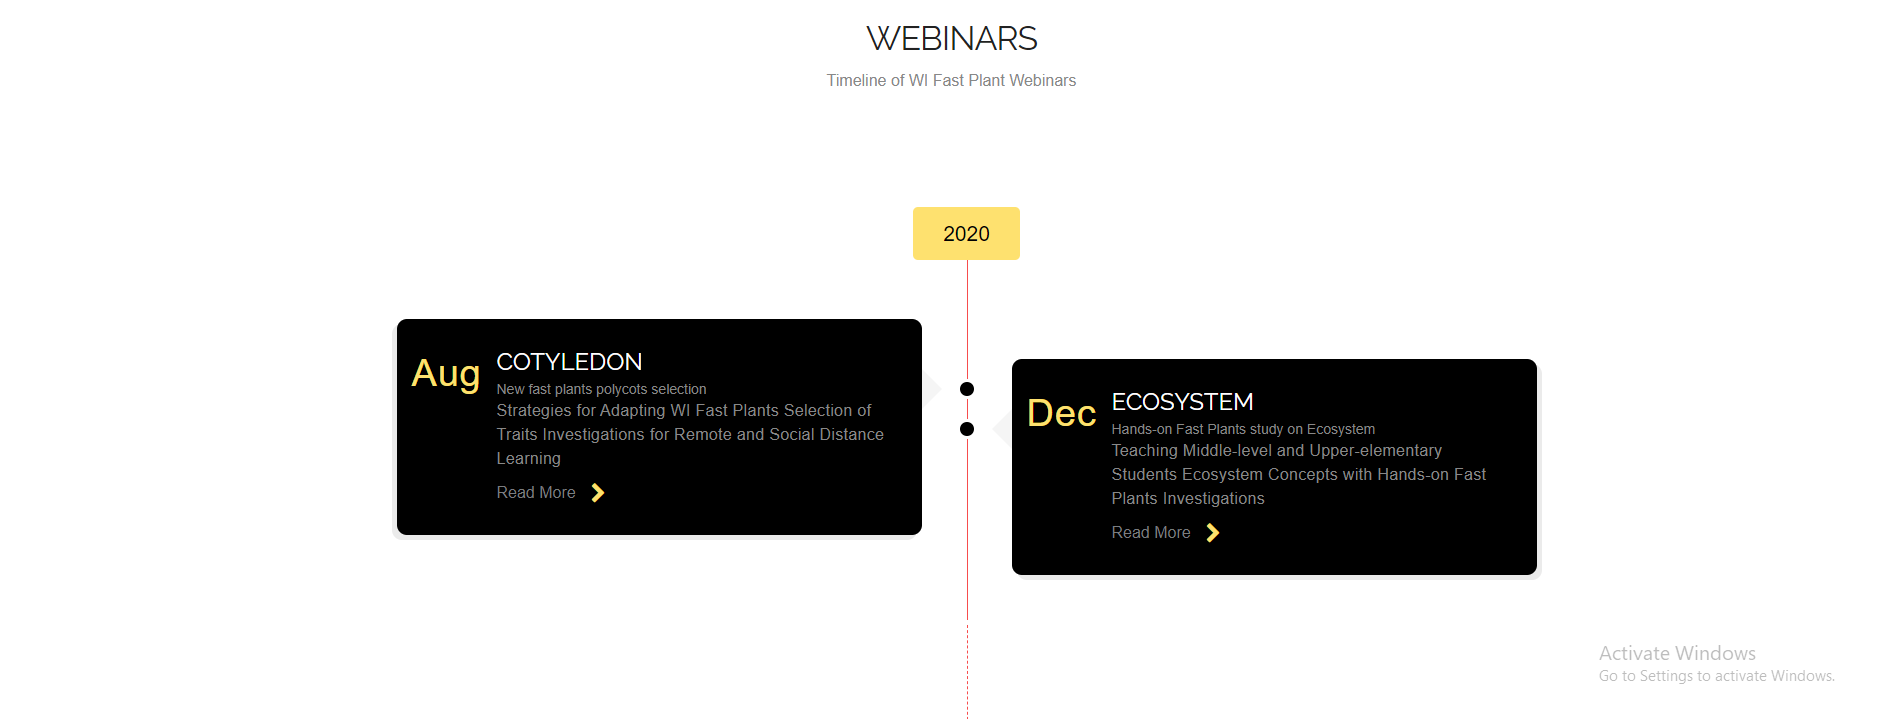 WEBINARS
Timeline of WI Fast Plant Webinars
2020
Aug
COTYLEDON
New fast plants polycots selection
Strategies for Adapting WI Fast Plants Selection of
Traits Investigations for Remote and Social Distance
Learning
Read More
Dec
ECOSYSTEM
Hands-on Fast Plants study on Ecosystem
Teaching Middle-level and Upper-elementary
Students Ecosystem Concepts with Hands-on Fast
Plants Investigations
Read More
Activate Windows
Go to Settings to activate Windows.